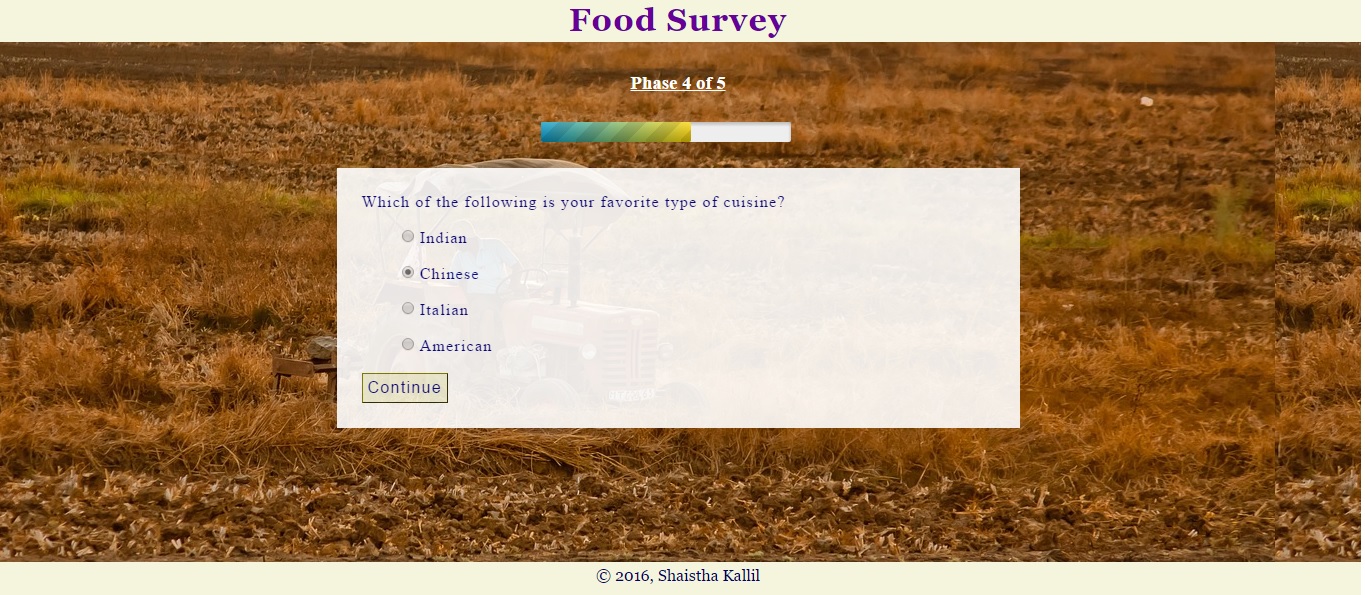 Food Survey
Phase 4 of 5
Which of the following is your favorite type of cuisine?
Indian
Chinese
Italian
American
Continue
© 2016, Shaistha Kallil